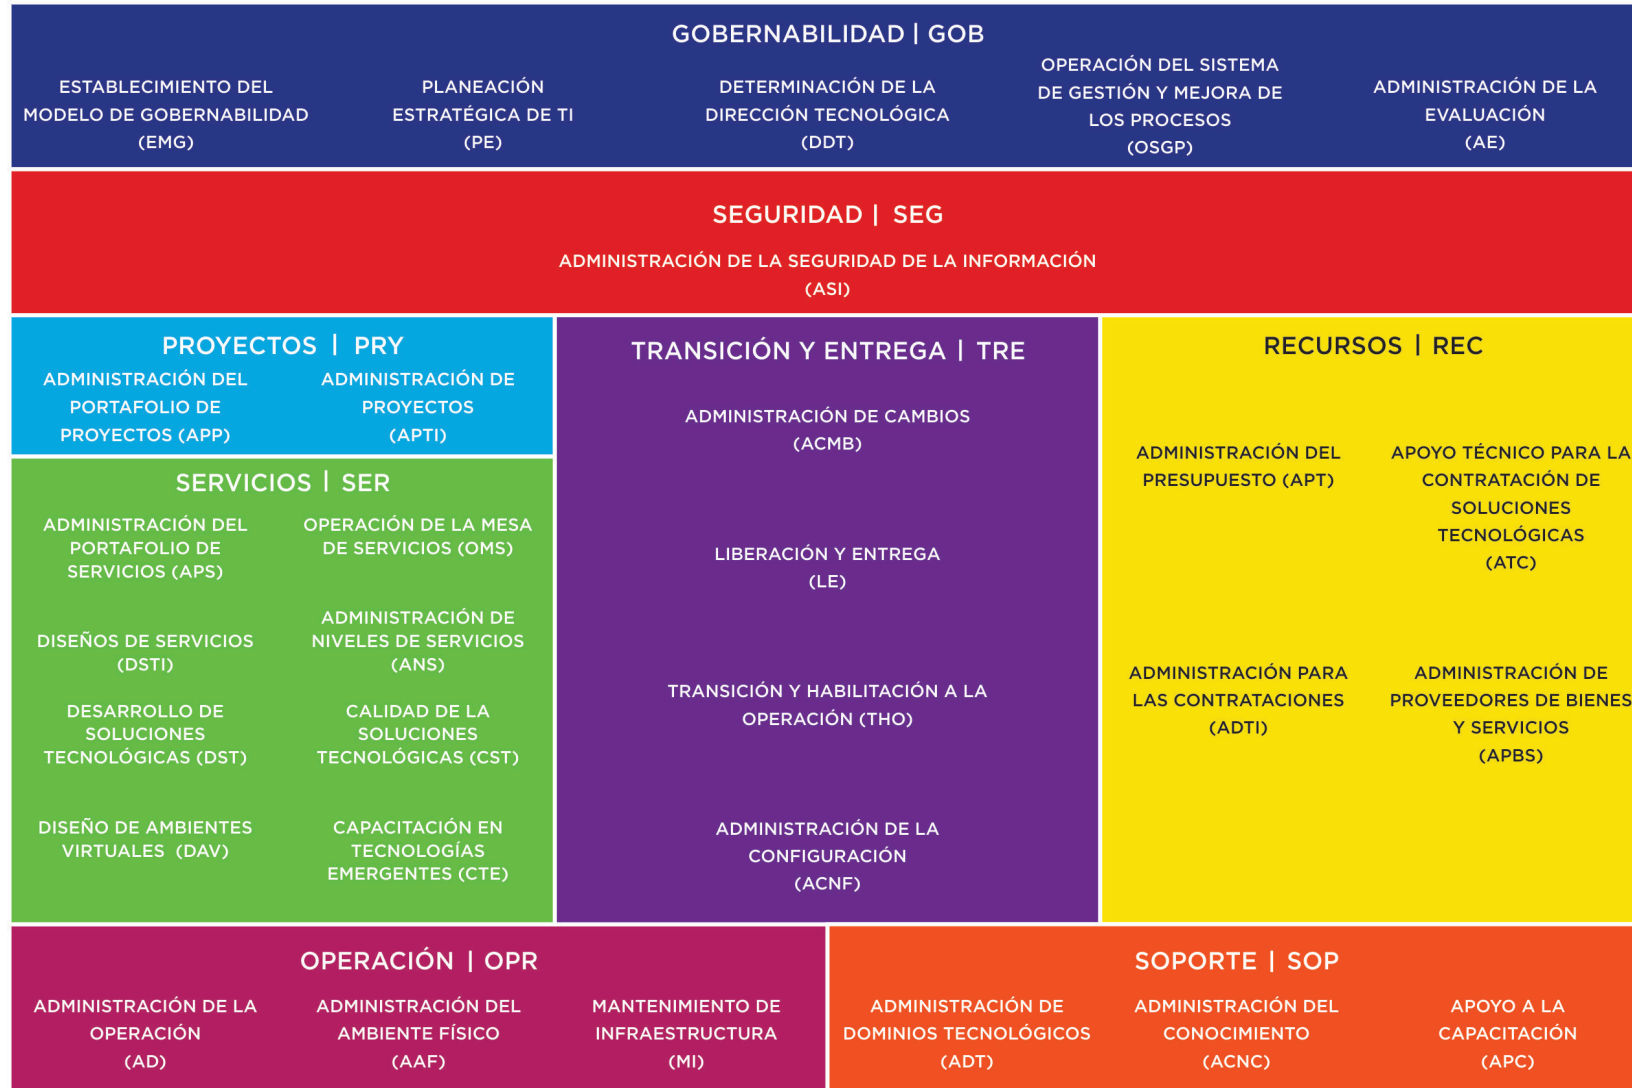 GOBERNABILIDAD | GOB
ESTABLECIMIENTO DEL
MODELO DE GOBERNABILIDAD
(EMG)
PLANEACIÓN
ESTRATÉGICA DE TI
(PE)
DETERMINACIÓN DE LA
DIRECCIÓN TECNOLÓGICA
(DDT)
OPERACIÓN DEL SISTEMA
DE GESTIÓN Y MEJORA DE
LOS PROCESOS
(OSGP)
ADMINISTRACIÓN DE LA
EVALUACIÓN
(AE)
SEGURIDAD | SEG
ADMINISTRACIÓN DE LA SEGURIDAD DE LA INFORMACIÓN
(ASI)
PROYECTOS | PRY
ADMINISTRACIÓN DEL
PORTAFOLIO DE
PROYECTOS (APP)
ADMINISTRACIÓN DE
PROYECTOS
(APTI)
SERVICIOS | SER
ADMINISTRACIÓN DEL
PORTAFOLIO DE
SERVICIOS (APS)
OPERACIÓN DE LA MESA
DE SERVICIOS (OMS)
DISEÑOS DE SERVICIOS
(DSTI)
ADMINISTRACIÓN DE
NIVELES DE SERVICIOS
(ANS)
DESARROLLO DE
SOLUCIONES
TECNOLÓGICAS (DST)
CALIDAD DE LA
SOLUCIONES
TECNOLÓGICAS (CST)
DISEÑO DE AMBIENTES
VIRTUALES (DAV)
CAPACITACIÓN EN
TECNOLOGÍAS
EMERGENTES (CTE)
TRANSICIÓN Y ENTREGA | TRE
ADMINISTRACIÓN DE CAMBIOS
(ACMB)
LIBERACIÓN Y ENTREGA
(LE)
TRANSICIÓN Y HABILITACIÓN A LA
OPERACIÓN (THO)
ADMINISTRACIÓN DE LA
CONFIGURACIÓN
(ACNF)
RECURSOS | REC
ADMINISTRACIÓN DEL
PRESUPUESTO (APT)
APOYO TÉCNICO PARA LA
CONTRATACIÓN DE
SOLUCIONES
TECNOLÓGICAS
(ATC)
ADMINISTRACIÓN PARA
LAS CONTRATACIONES
(ADTI)
ADMINISTRACIÓN DE
PROVEEDORES DE BIENES
Y SERVICIOS
(APBS)
OPERACIÓN | OPR
ADMINISTRACIÓN DE LA
OPERACIÓN
(AD)
ADMINISTRACIÓN DEL
AMBIENTE FÍSICO
(AAF)
MANTENIMIENTO DE
INFRAESTRUCTURA
(MI)
SOPORTE | SOP
ADMINISTRACIÓN DE
DOMINIOS TECNOLÓGICOS
(ADT)
ADMINISTRACIÓN DEL
CONOCIMIENTO
(ACNC)
APOYO A LA
CAPACITACIÓN
(APC)